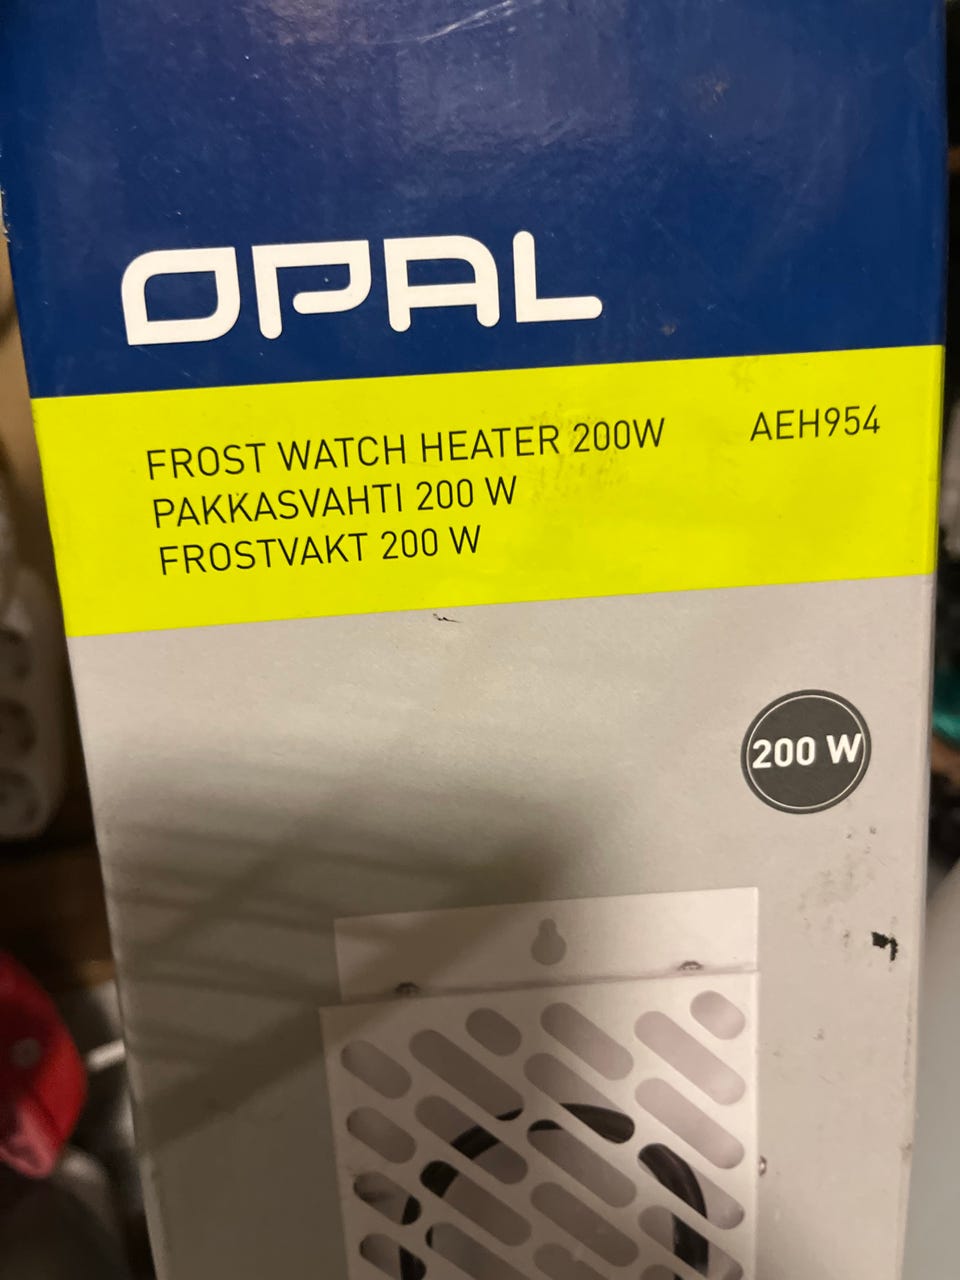 OPAL
FROST WATCH HEATER 200W
AEH954
PAKKASVAHTI 200 W
FROSTVAKT 200 W
200 W